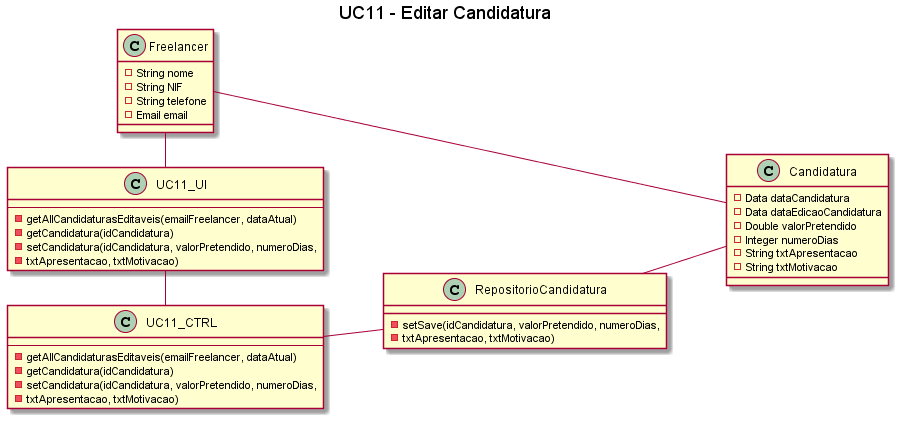 UC11 - Editar Candidatura
C Freelancer
String nome
String NIF
String telefone
Email email
C UC11_UI
getAllCandidaturasEditaveis(emailFreelancer, dataAtual)
getCandidatura(idCandidatura)
setCandidatura(idCandidatura, valorPretendido, numeroDias,
txtApresentacao, txtMotivacao)
C Candidatura
Data dataCandidatura
Data dataEdicaoCandidatura
Double valorPretendido
Integer numeroDias
String txtApresentacao
String txtMotivacao
C RepositorioCandidatura
setSave(idCandidatura, valorPretendido, numeroDias,
txtApresentacao, txtMotivacao)
C UC11_CTRL
getAllCandidaturasEditaveis(emailFreelancer, dataAtual)
getCandidatura(idCandidatura)
setCandidatura(idCandidatura, valorPretendido, numeroDias,
txtApresentacao, txtMotivacao)